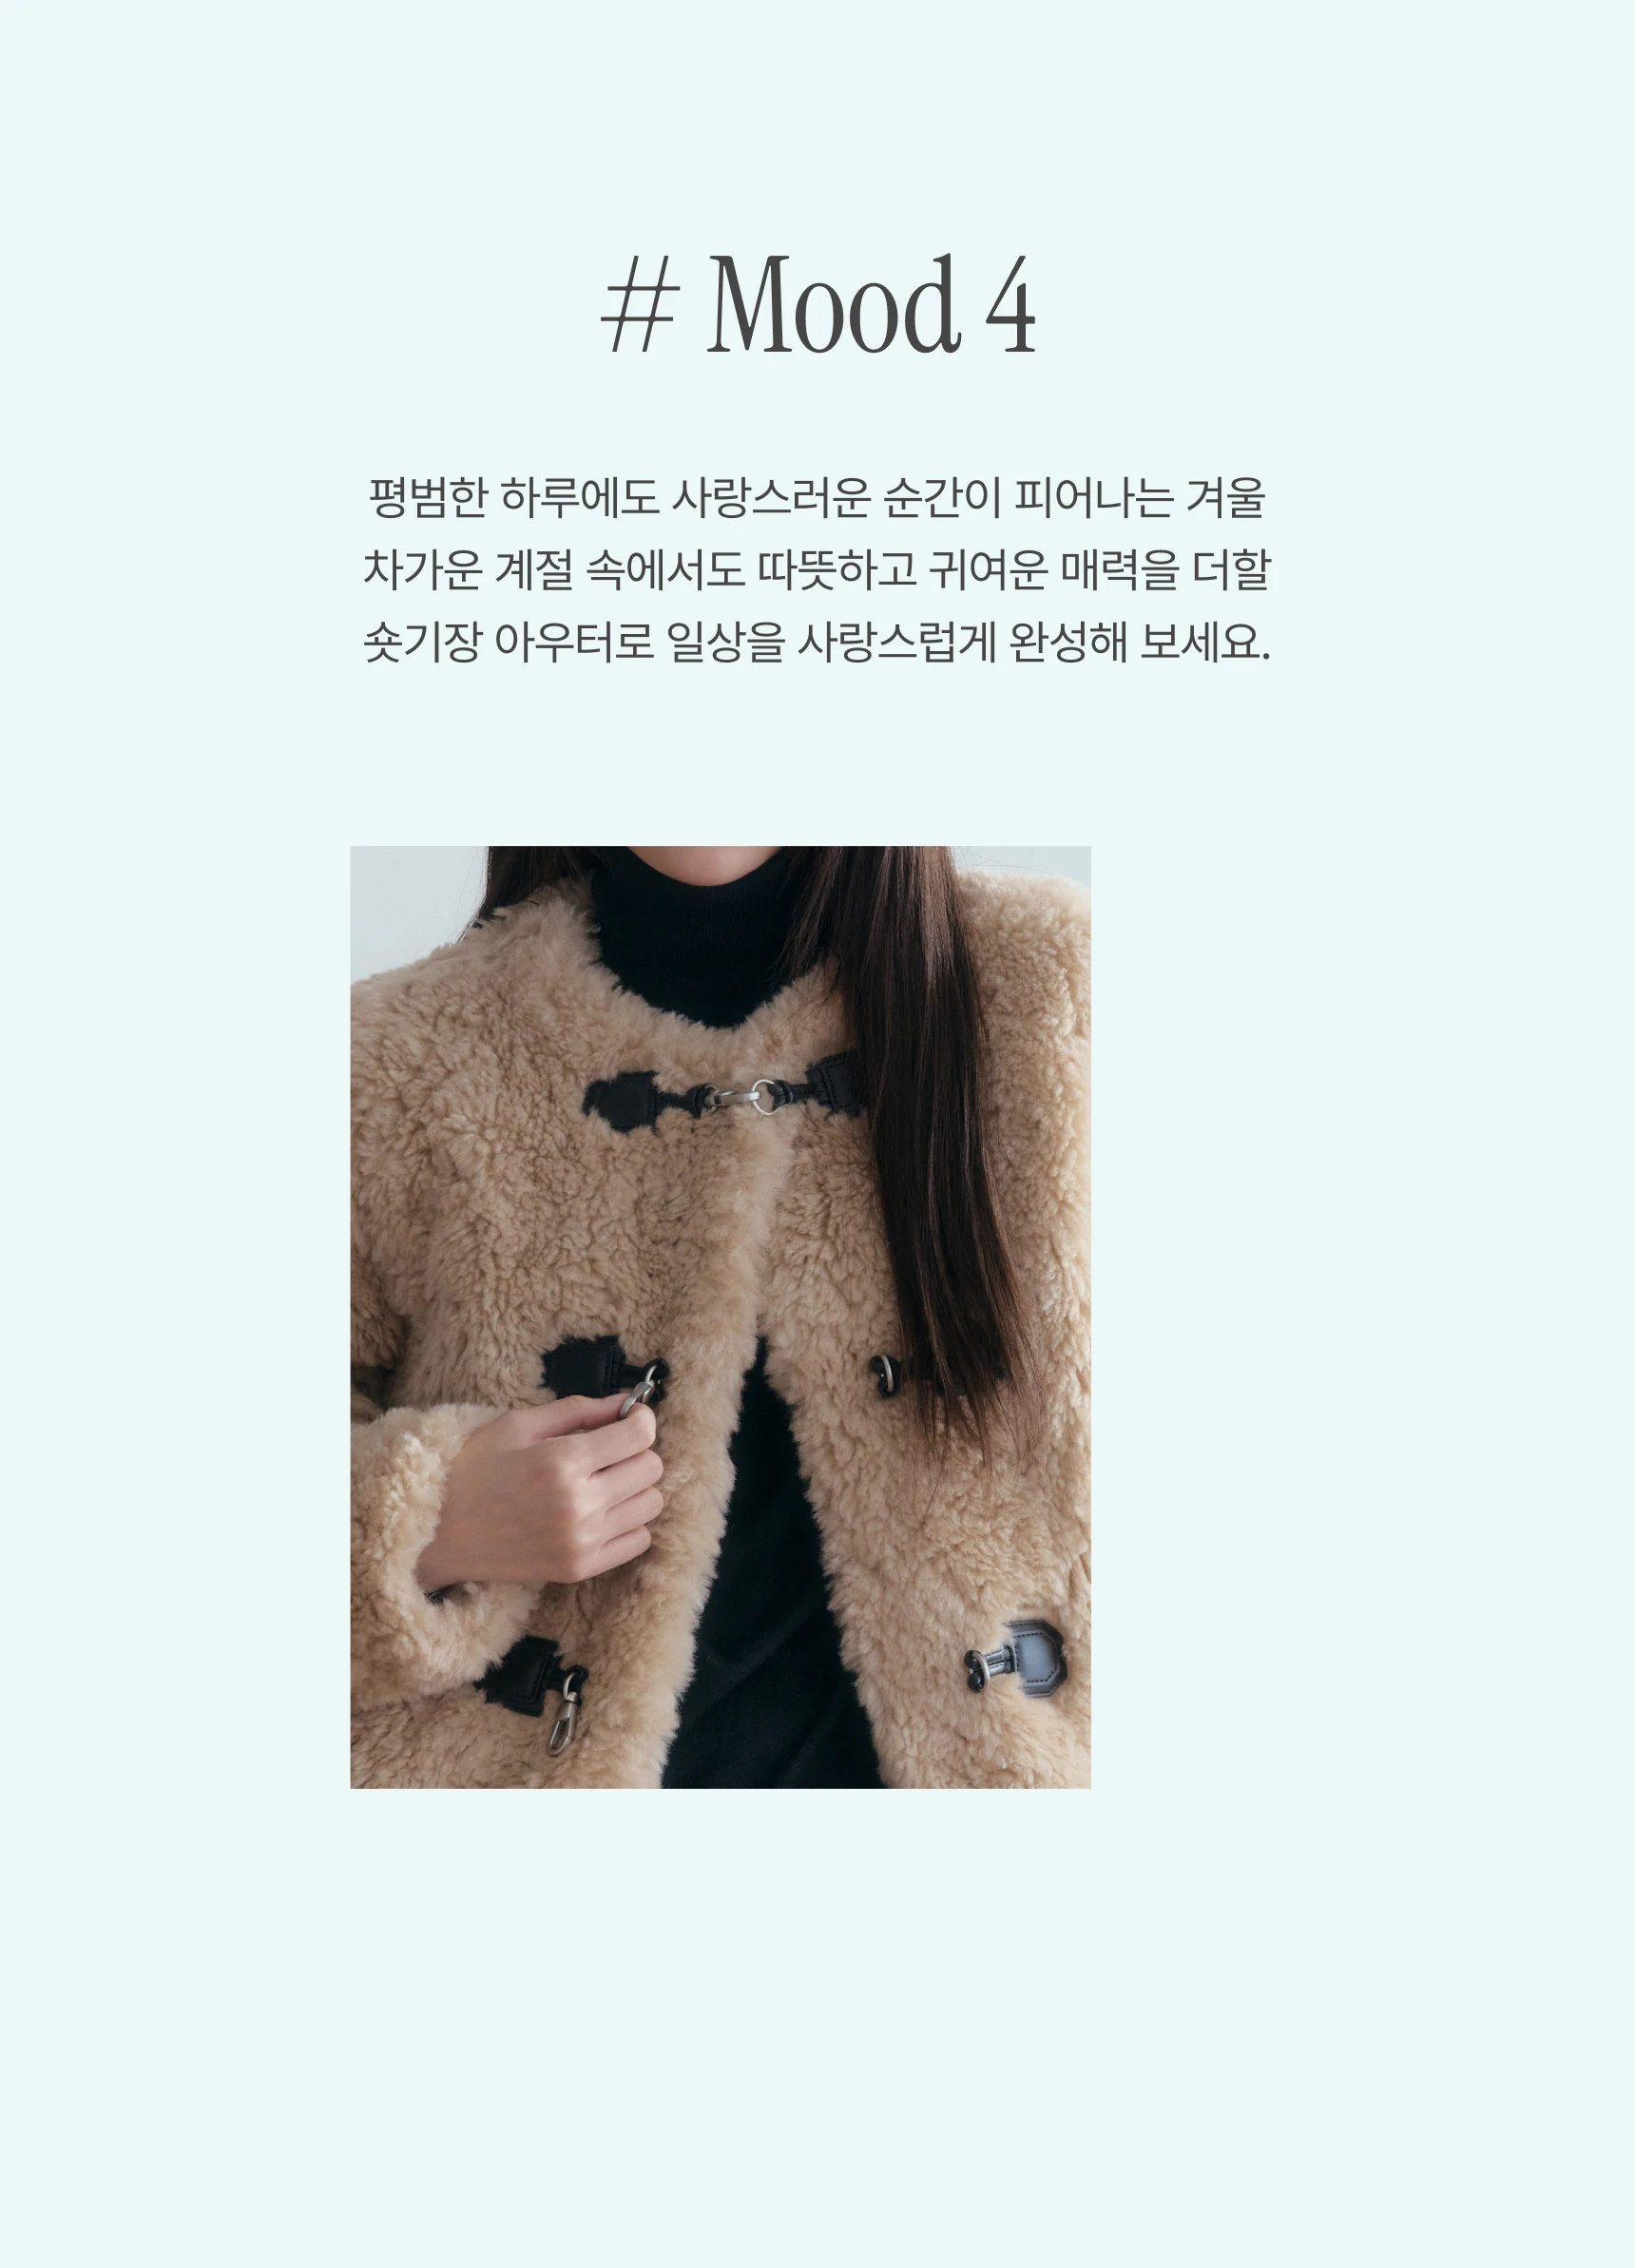 # Mood 4
평범한 하루에도 사랑스러운 순간이 피어나는 겨울
차가운 계절 속에서도 따뜻하고 귀여운 매력을 더할
숏기장 아우터로 일상을 사랑스럽게 완성해 보세요.